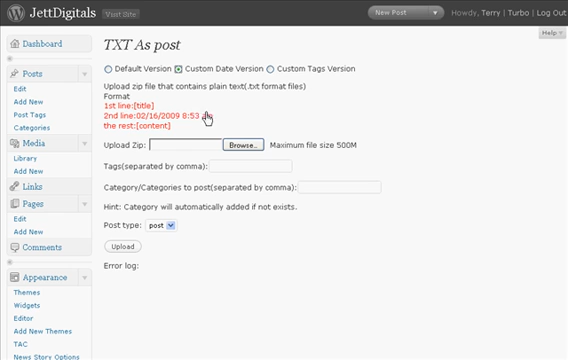 JettDigitals Visit Site New Post Howdy, Terry | Turbo | Log Out
Help
Dashboard
Posts
Edit
Add New
Post Tags
Categories
Media
Library
Add New
Links
Pages
Edit
Add New
Comments
Appearance
Themes
Widgets
Editor
Add New Themes
TAC
News Story Options
TXT As post
Default Version Custom Date Version Custom Tags Version
Upload zip file that contains plain text(.txt format files)
Format
1st line:[title]
2nd line:02/16/2009 8:53
the rest:[content]
Upload Zip: Browse.. Maximum file size 500M
Tags(separated by comma):
Category/Categories to post(separated by comma):
Hint: Category will automatically added if not exists.
Post type: post
Upload
Error log: